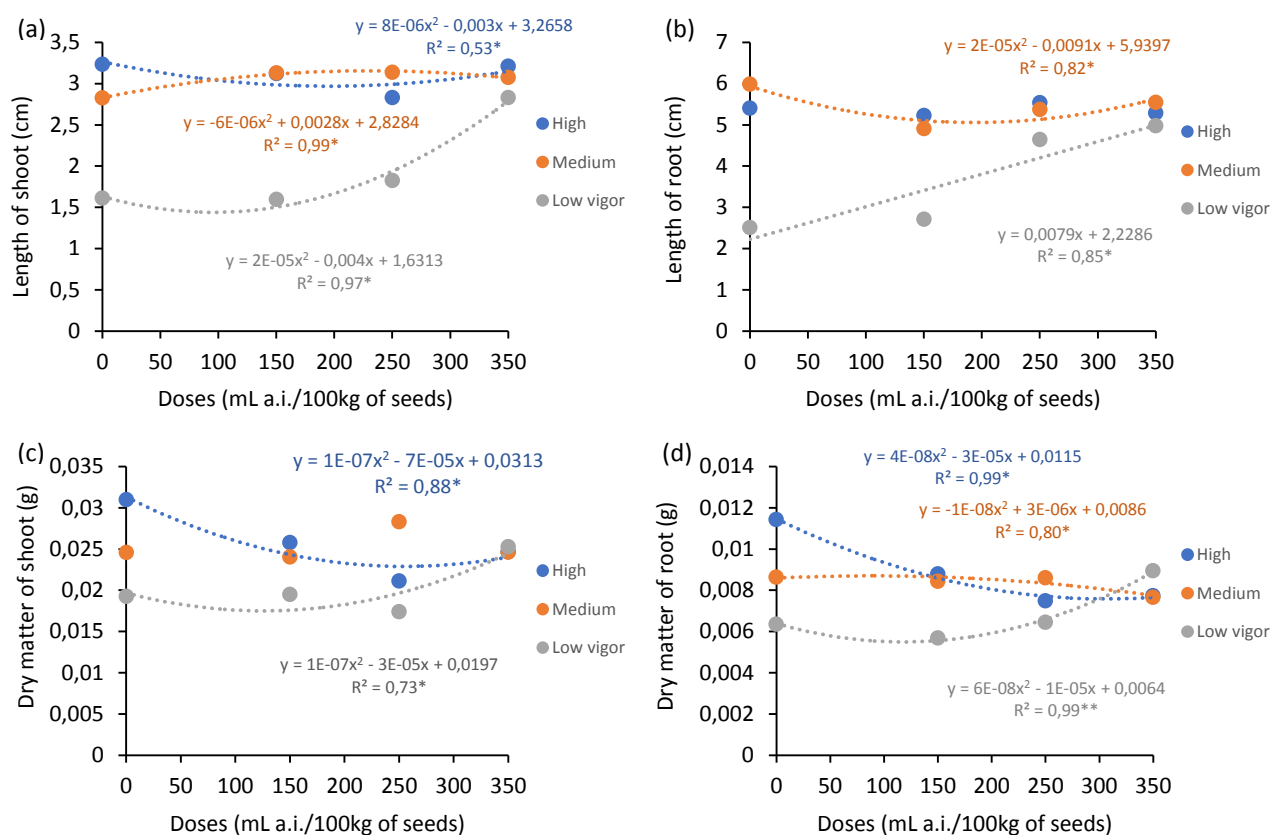 (a)
y = 8E-06x² - 0,003x + 3,2658
R² = 0,53*
3,5
3
2,5
2
1,5
1
0,5
0
Length of shoot (cm)
y = -6E-06x² + 0,0028x + 2,8284
R² = 0,99*
y = 2E-05x² - 0,004x + 1,6313
R² = 0,97*
High
Medium
Low vigor
0 50 100 150 200 250 300 350
Doses (mL a.i./100kg of seeds)
(b)
y = 2E-05x² - 0,0091x + 5,9397
R² = 0,82*
7
6
5
4
3
2
1
0
Length of root (cm)
y = 0,0079x + 2,2286
R² = 0,85*
High
Medium
Low vigor
0 50 100 150 200 250 300 350
Doses (mL a.i./100kg of seeds)
(c)
y = 1E-07x² - 7E-05x + 0,0313
R² = 0,88*
0,035
0,03
0,025
0,02
0,015
0,01
0,005
0
Dry matter of shoot (g)
y = 1E-07x² - 3E-05x + 0,0197
R² = 0,73*
High
Medium
Low vigor
0 50 100 150 200 250 300 350
Doses (mL a.i./100kg of seeds)
(d)
y = 4E-08x² - 3E-05x + 0,0115
R² = 0,99*
y = -1E-08x² + 3E-06x + 0,0086
R² = 0,80*
0,014
0,012
0,01
0,008
0,006
0,004
0,002
0,000
Dry matter of root (g)
y = 6E-08x² - 1E-05x + 0,0064
R² = 0,99**
High
Medium
Low vigor
0 50 100 150 200 250 300 350
Doses (mL a.i./100kg of seeds)